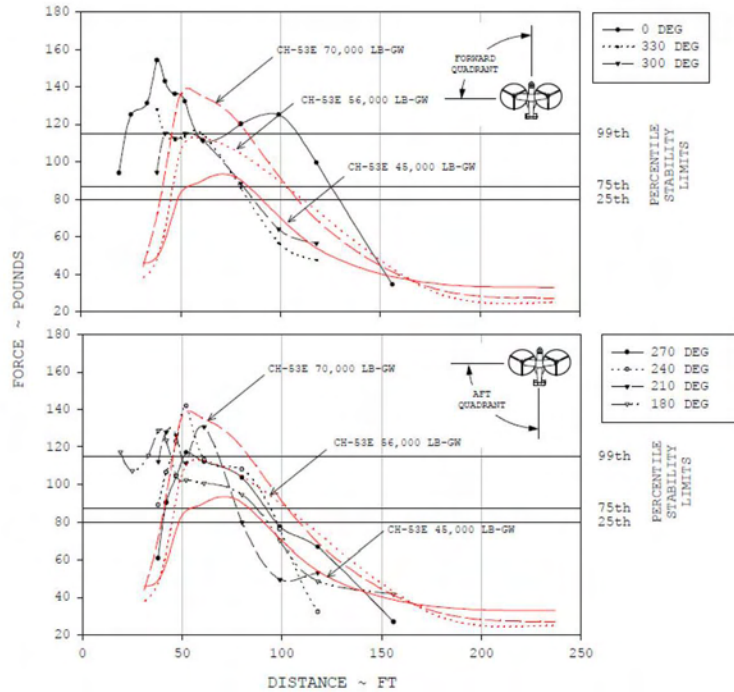 180
160
140
120
100
80
60
40
20
CH-53E 70,000 LB-GW
CH-53E 56,000 LB-GW
CH-53E 45,000 LB-GW
FORWARD
QUADRANT
0 DEG
330 DEG
300 DEG
99th
75th
25th
PERCENTILE
STABILITY
LIMITS
FORCE ~ POUNDS
180
160
140
120
100
80
60
40
20
CH-53E 70,000 LB-GW
CH-53E 56,000 LB-GW
CH-53E 45,000 LB-GW
AFT
QUADRANT
270 DEG
240 DEG
210 DEG
180 DEG
99th
75th
25th
PERCENTILE
STABILITY
LIMITS
0
50
100
150
200
250
DISTANCE ~ FT